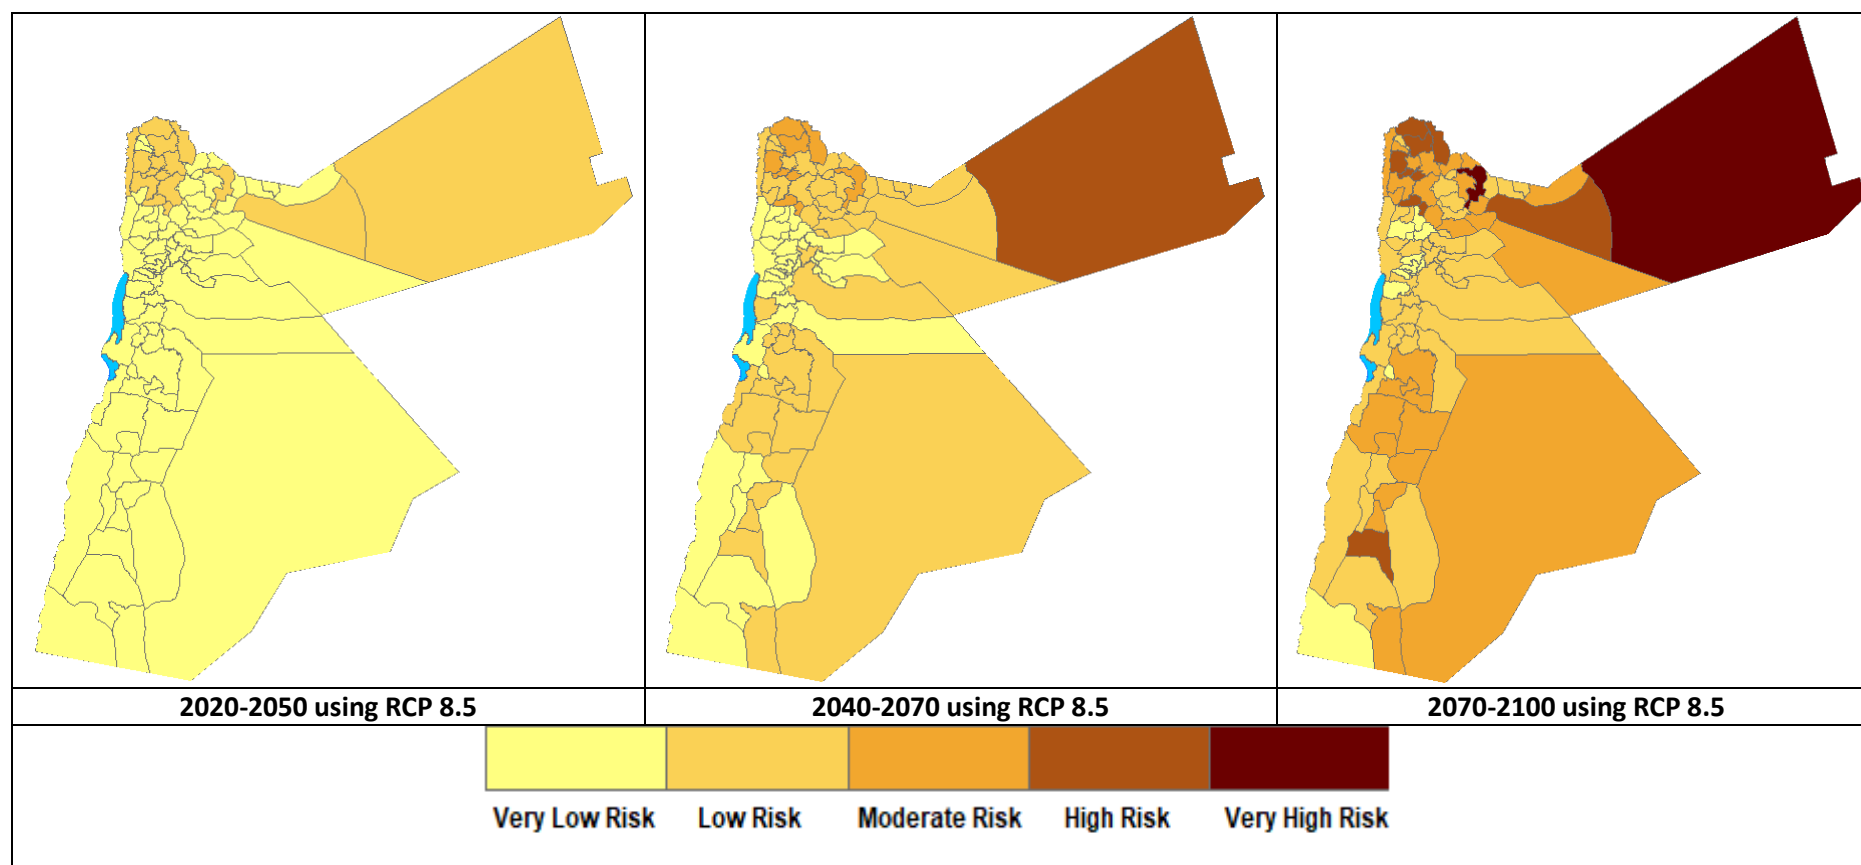 2020-2050 using RCP 8.5
2040-2070 using RCP 8.5
2070-2100 using RCP 8.5
Very Low Risk
Low Risk
Moderate Risk
High Risk
Very High Risk